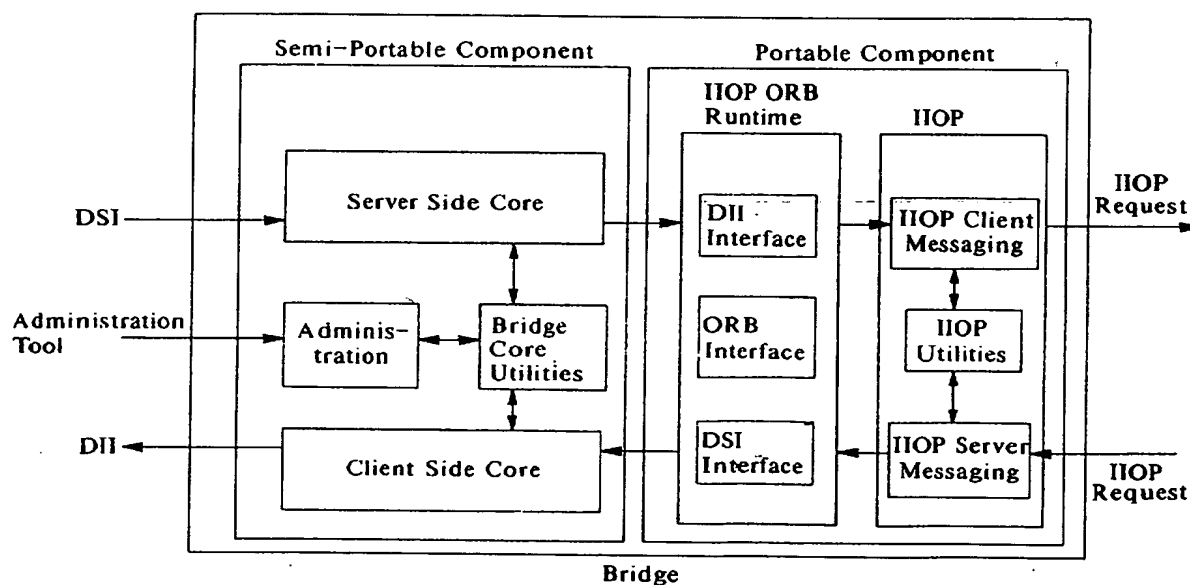 Semi-Portable Component
Portable Component
IIOP ORB
Runtime
IIOP
Server Side Core
DSI
DII
Interface
IIOP Client
Messaging
IIOP
Request
Administration
Tool
Adminis-
tration
Bridge
Core
Utilities
ORB
Interface
IIOP
Utilities
DII
Client Side Core
DSI
Interface
IIOP Server
Messaging
IIOP
Request
Bridge